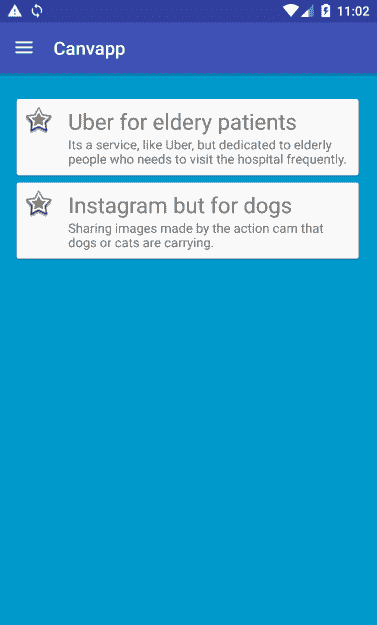 11:02
Canvapp
Uber for eldery patients
Its a service, like Uber, but dedicated to elderly
people who needs to visit the hospital frequently.
Instagram but for dogs
Sharing images made by the action cam that
dogs or cats are carrying.